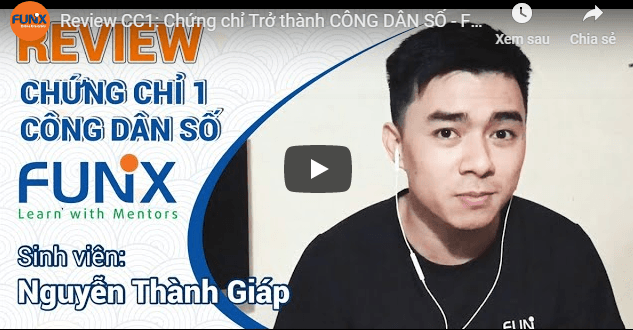 Review CC1: Chứng chỉ Trở thành CÔNG DÂN SỐ - F...
Xem sau
Chia sẻ
REVIEW
CHỨNG CHỈ 1
CÔNG DÂN SỐ
FUNiX
Learn with Mentors
Sinh viên:
Nguyễn Thành Giáp
FUNiX